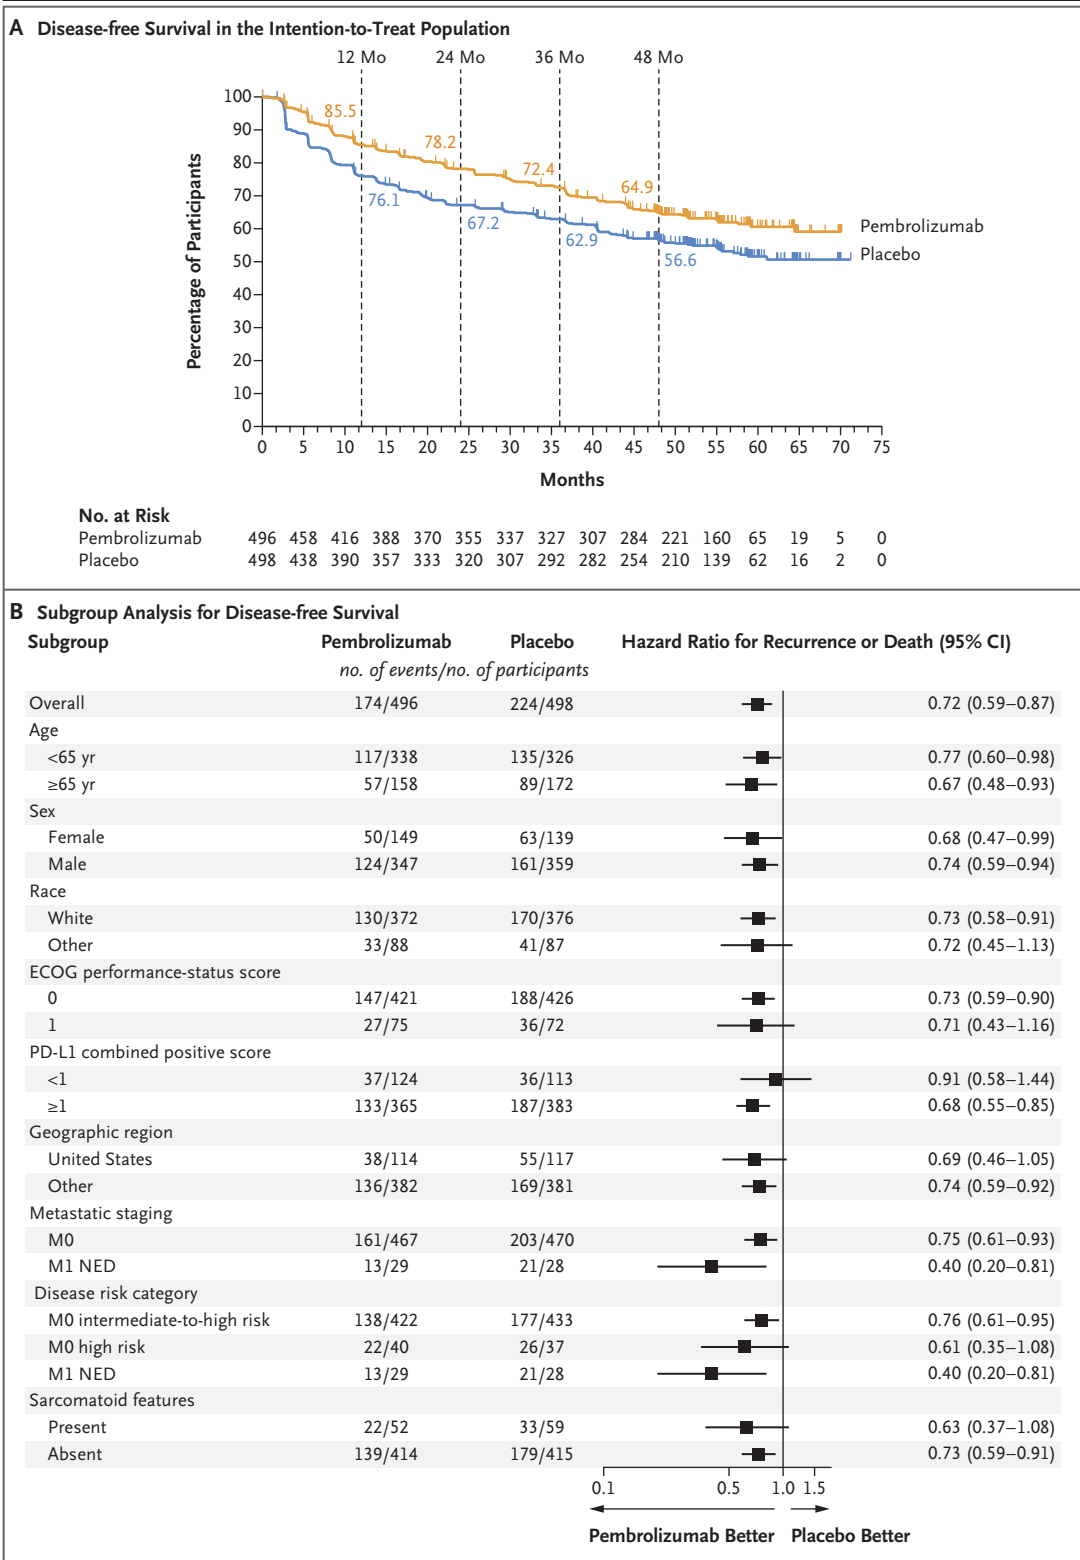 A Disease-free Survival in the Intention-to-Treat Population
12 Mo 24 Mo 36 Mo 48 Mo
100
90
80
70
60
50
40
30
20
10
0
Percentage of Participants
85.5
78.2
72.4
64.9
76.1
67.2
62.9
56.6
Pembrolizumab
Placebo
0 5 10 15 20 25 30 35 40 45 50 55 60 65 70 75
Months
No. at Risk
Pembrolizumab 496 458 416 388 370 355 337 327 307 284 221 160 65 19 5 0
Placebo 498 438 390 357 333 320 307 292 282 254 210 139 62 16 2 0
B Subgroup Analysis for Disease-free Survival
Subgroup Pembrolizumab Placebo Hazard Ratio for Recurrence or Death (95% CI)
no. of events/no. of participants
Overall 174/496 224/498 0.72 (0.59–0.87)
Age
<65 yr 117/338 135/326 0.77 (0.60–0.98)
≥65 yr 57/158 89/172 0.67 (0.48–0.93)
Sex
Female 50/149 63/139 0.68 (0.47–0.99)
Male 124/347 161/359 0.74 (0.59–0.94)
Race
White 130/372 170/376 0.73 (0.58–0.91)
Other 33/88 41/87 0.72 (0.45–1.13)
ECOG performance-status score
0 147/421 188/426 0.73 (0.59–0.90)
1 27/75 36/72 0.71 (0.43–1.16)
PD-L1 combined positive score
<1 37/124 36/113 0.91 (0.58–1.44)
≥1 133/365 187/383 0.68 (0.55–0.85)
Geographic region
United States 38/114 55/117 0.69 (0.46–1.05)
Other 136/382 169/381 0.74 (0.59–0.92)
Metastatic staging
M0 161/467 203/470 0.75 (0.61–0.93)
M1 NED 13/29 21/28 0.40 (0.20–0.81)
Disease risk category
M0 intermediate-to-high risk 138/422 177/433 0.76 (0.61–0.95)
M0 high risk 22/40 26/37 0.61 (0.35–1.08)
M1 NED 13/29 21/28 0.40 (0.20–0.81)
Sarcomatoid features
Present 22/52 33/59 0.63 (0.37–1.08)
Absent 139/414 179/415 0.73 (0.59–0.91)
0.1 0.5 1.0 1.5
Pembrolizumab Better Placebo Better